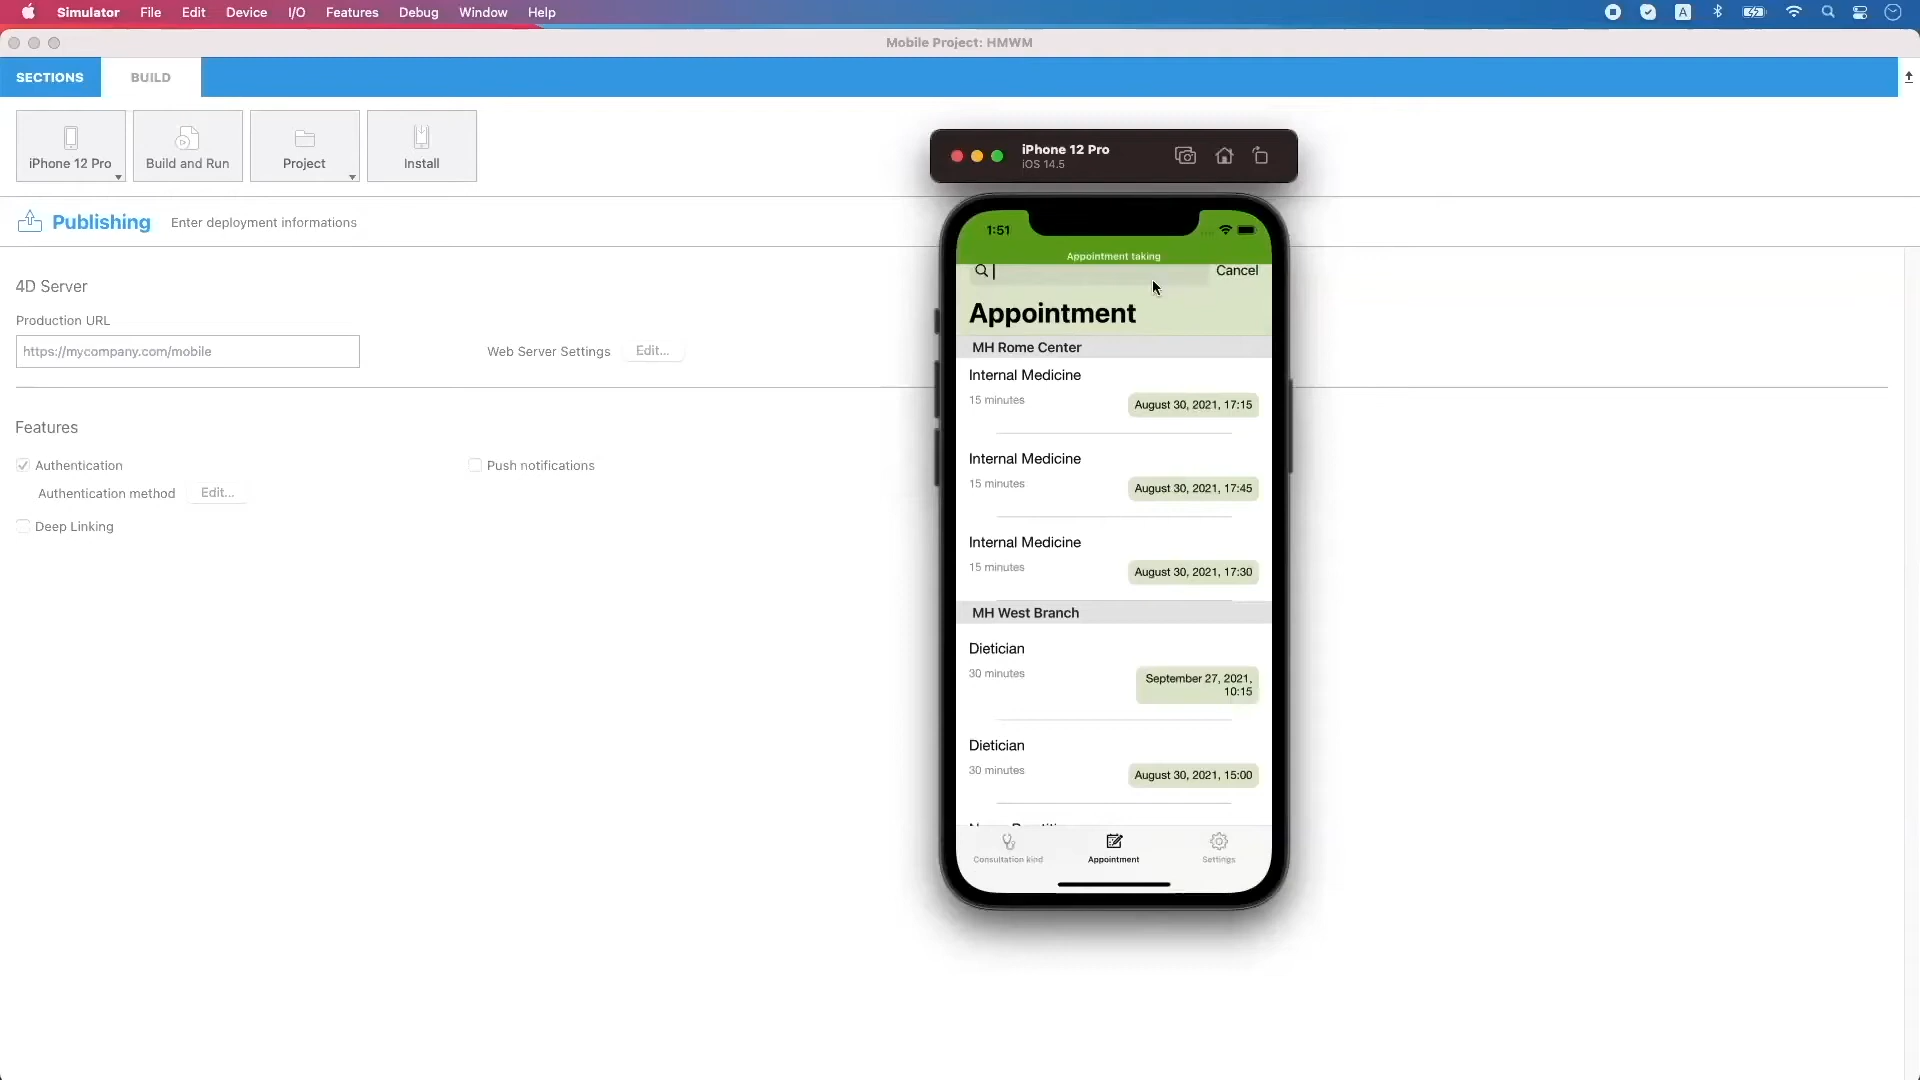 Simulator File Edit Device I/O Features Debug Window Help
A
Mobile Project: HMWM
SECTIONS BUILD
iPhone 12 Pro
Build and Run
Project
Install
Publishing Enter deployment informations
4D Server
Production URL
https://mycompany.com/mobile
Web Server Settings Edit...
Features
Authentication
Push notifications
Authentication method Edit...
Deep Linking
iPhone 12 Pro
iOS 14.5
1:51
Appointment taking
Cancel
Appointment
MH Rome Center
Internal Medicine
15 minutes
August 30, 2021, 17:15
Internal Medicine
15 minutes
August 30, 2021, 17:45
Internal Medicine
15 minutes
August 30, 2021, 17:30
MH West Branch
Dietician
30 minutes
September 27, 2021,
10:15
Dietician
30 minutes
August 30, 2021, 15:00
Consultation kind
Appointment
Settings